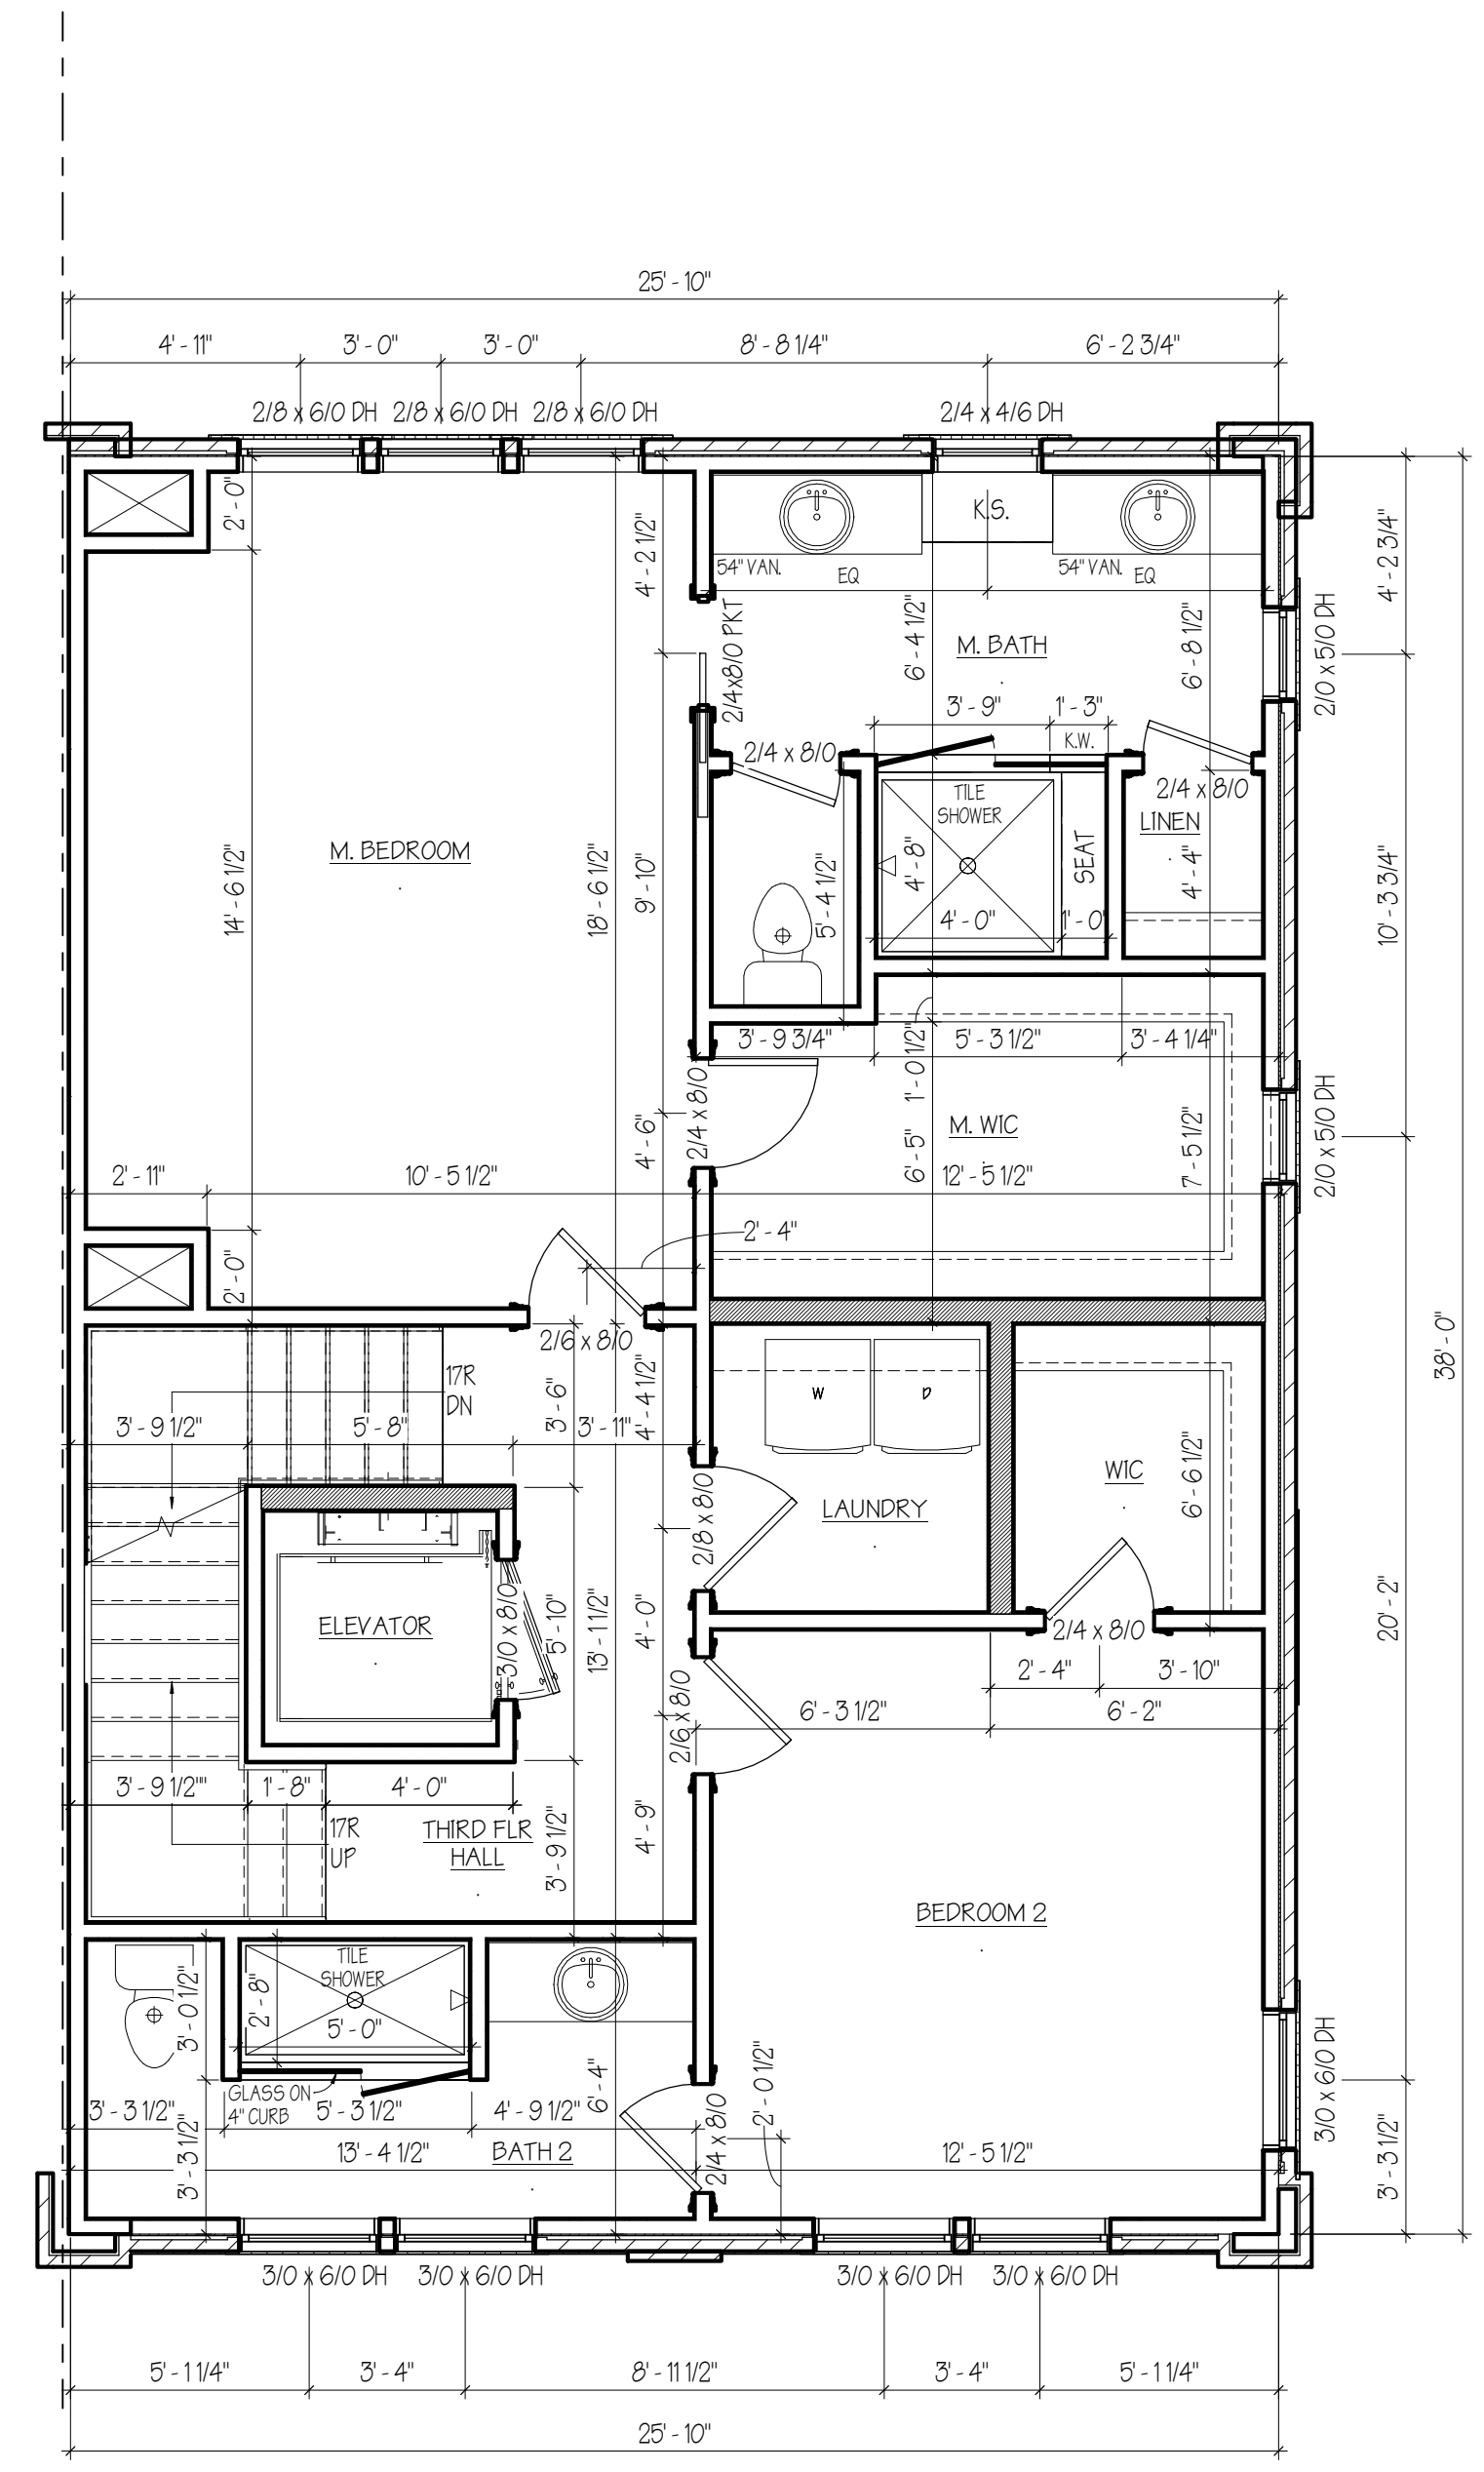 25' - 10"
4' - 11" 3' - 0" 3' - 0" 8' - 8 1/4" 6' - 2 3/4"
2/8 x 6/0 DH 2/8 x 6/0 DH 2/8 x 6/0 DH 2/4 x 4/6 DH
2' - 0"
4' - 2 1/2"
K.S.
54" VAN. EQ 54" VAN. EQ
4' - 2 3/4"
2/4x8/0 PKT
6' - 4 1/2"
M. BATH
6' - 8 1/2"
2/0 x 5/0 DH
3' - 9" 1' - 3"
K.W.
2/4 x 8/0
2/4 x 8/0
TILE
SHOWER
LINEN
M. BEDROOM
14' - 6 1/2"
18' - 6 1/2"
9' - 10"
5' - 4 1/2"
4' - 8"
SEAT
4' - 4"
10' - 3 3/4"
4' - 0" 1' - 0"
3' - 9 3/4" 5' - 3 1/2" 3' - 4 1/4"
1' - 0 1/2"
2/4 x 8/0
4' - 6"
M. WIC
6' - 5"
7' - 5 1/2"
2/0 x 5/0 DH
2' - 11" 10' - 5 1/2" 12' - 5 1/2"
2' - 4"
2' - 0"
2/6 x 8/0
38' - 0"
17R
DN
W D
3' - 6"
4' - 4 1/2"
3' - 9 1/2" 5' - 8" 3' - 11"
WIC
6' - 6 1/2"
LAUNDRY
2/8 x 8/0
ELEVATOR
3/0 x 8/0
5' - 10"
13' - 1 1/2"
4' - 0"
20' - 2"
2/4 x 8/0
2' - 4" 3' - 10"
2/6 x 8/0
6' - 3 1/2" 6' - 2"
3' - 9 1/2"" 1' - 8" 4' - 0"
17R
UP
THIRD FLR
HALL
3' - 9 1/2"
4' - 9"
BEDROOM 2
TILE
SHOWER
3' - 0 1/2"
2' - 8"
5' - 0"
GLASS ON
4" CURB
6' - 4"
2' - 0 1/2"
3/0 x 6/0 DH
3' - 3 1/2" 5' - 3 1/2" 4' - 9 1/2"
3' - 3 1/2"
13' - 4 1/2" BATH 2
2/4 x 8/0
12' - 5 1/2"
3' - 3 1/2"
3/0 x 6/0 DH 3/0 x 6/0 DH 3/0 x 6/0 DH 3/0 x 6/0 DH
5' - 1 1/4" 3' - 4" 8' - 11 1/2" 3' - 4" 5' - 1 1/4"
25' - 10"